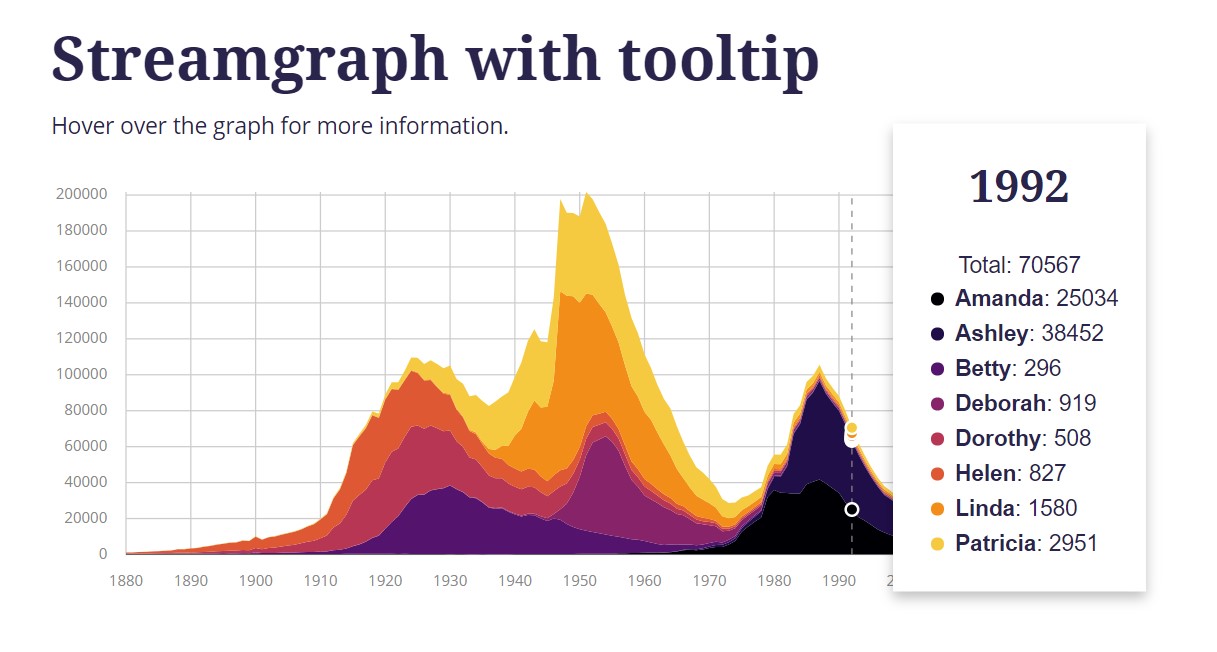 Streamgraph with tooltip
Hover over the graph for more information.
1992
Total: 70567
Amanda: 25034
Ashley: 38452
Betty: 296
Deborah: 919
Dorothy: 508
Helen: 827
Linda: 1580
Patricia: 2951
200000
180000
160000
140000
120000
100000
80000
60000
40000
20000
0
1880 1890 1900 1910 1920 1930 1940 1950 1960 1970 1980 1990